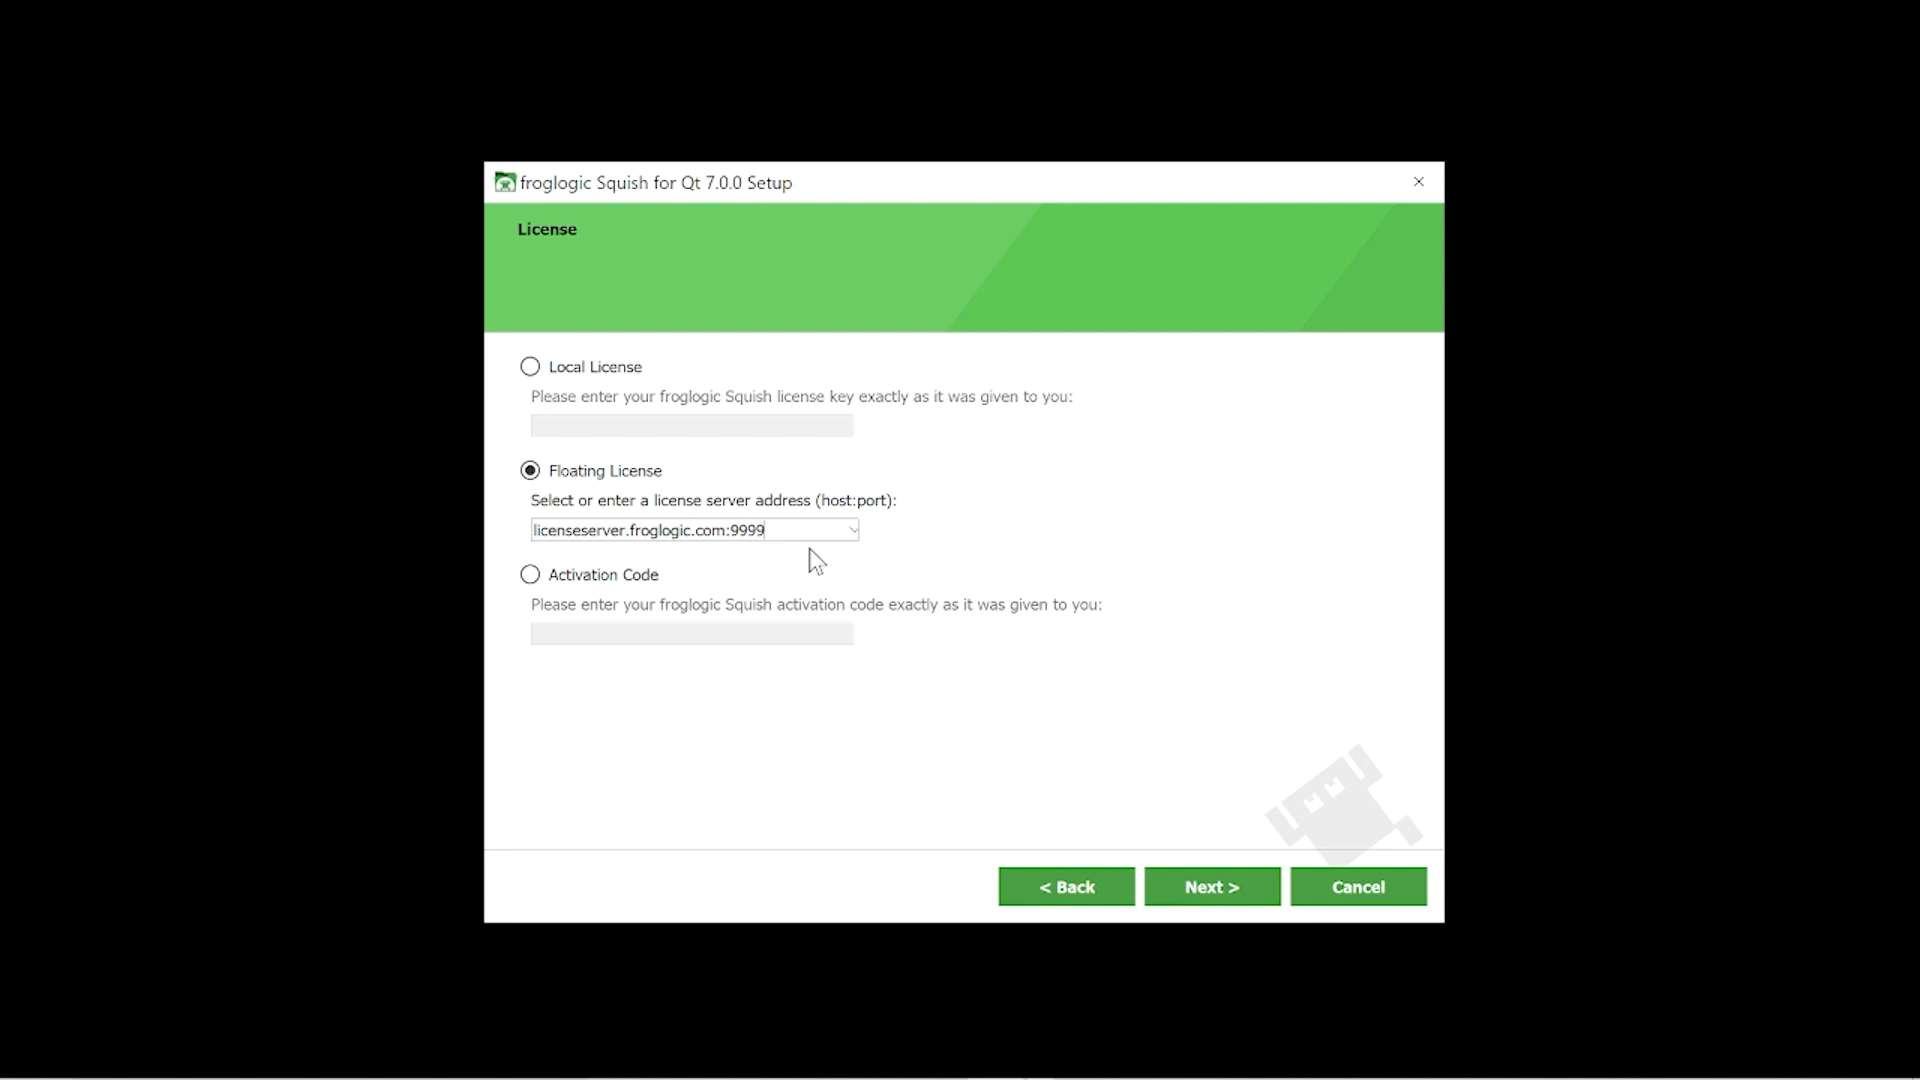 froglogic Squish for Qt 7.0.0 Setup
License
Local License
Please enter your froglogic Squish license key exactly as it was given to you:
Floating License
Select or enter a license server address (host:port):
licenseserver.froglogic.com:9999
Activation Code
Please enter your froglogic Squish activation code exactly as it was given to you:
< Back Next > Cancel